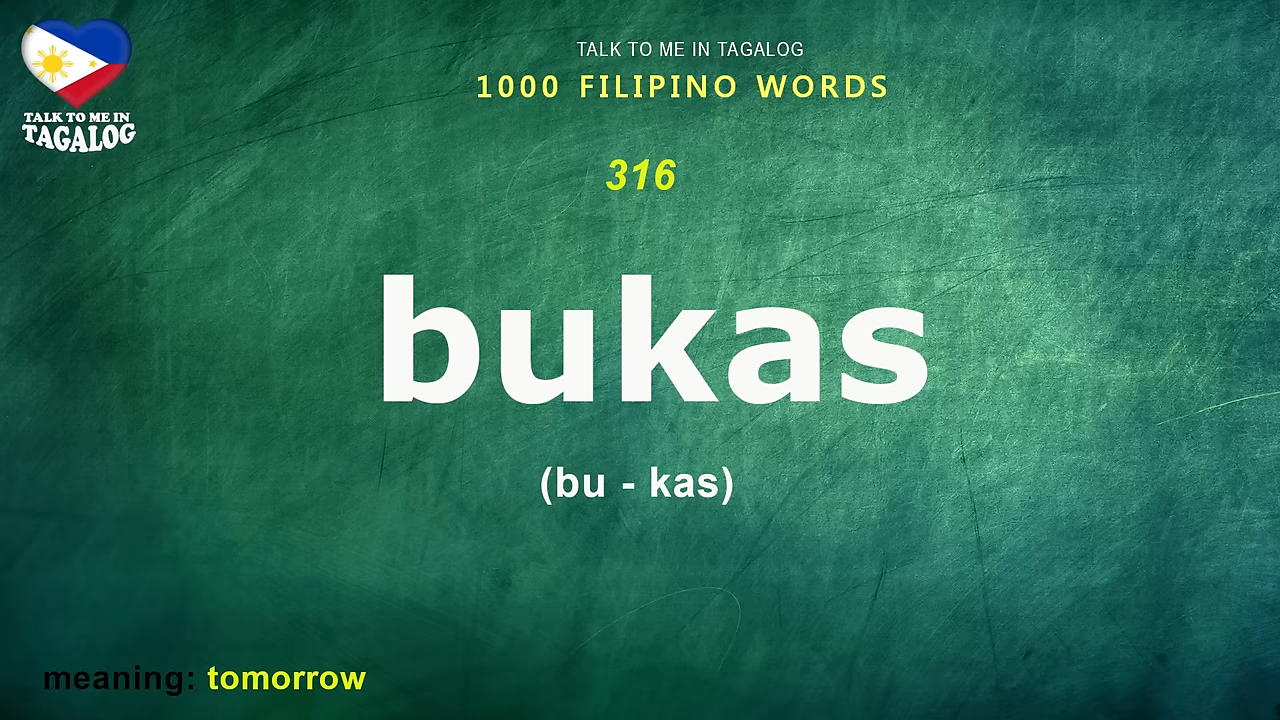 TALK TO ME IN
TAGALOG
TALK TO ME IN TAGALOG
1000 FILIPINO WORDS
316
bukas
(bu - kas)
meaning: tomorrow